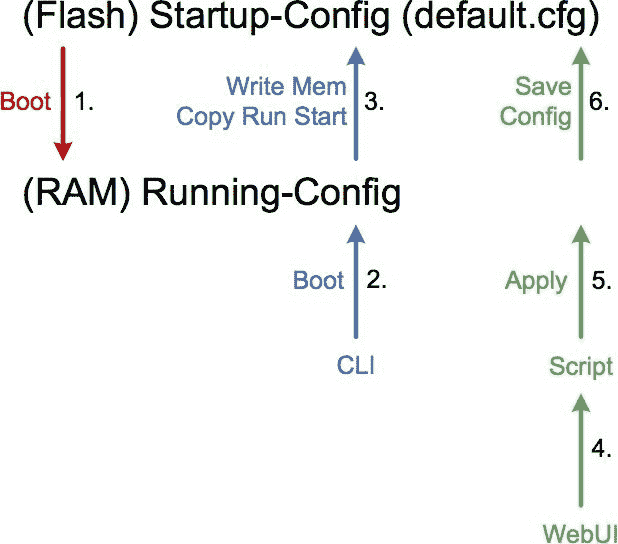 (Flash) Startup-Config (default.cfg)
Boot 1.
Write Mem
Copy Run Start 3.
Save
Config 6.
(RAM) Running-Config
Boot 2.
Apply 5.
CLI
Script
4.
WebUI